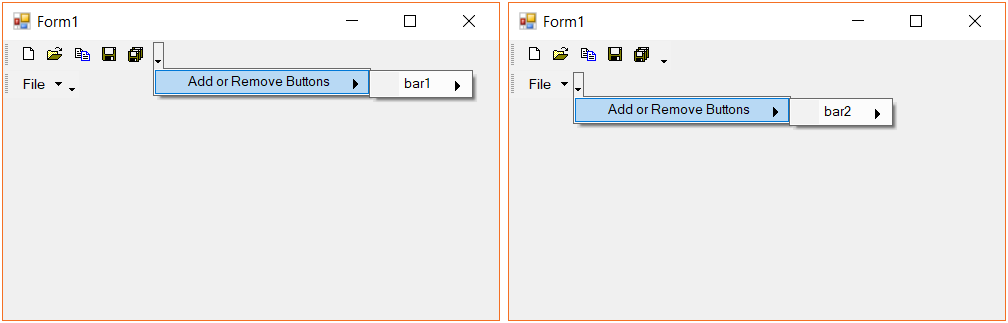 Form1
Add or Remove Buttons
bar1
File
Form1
File
Add or Remove Buttons
bar2